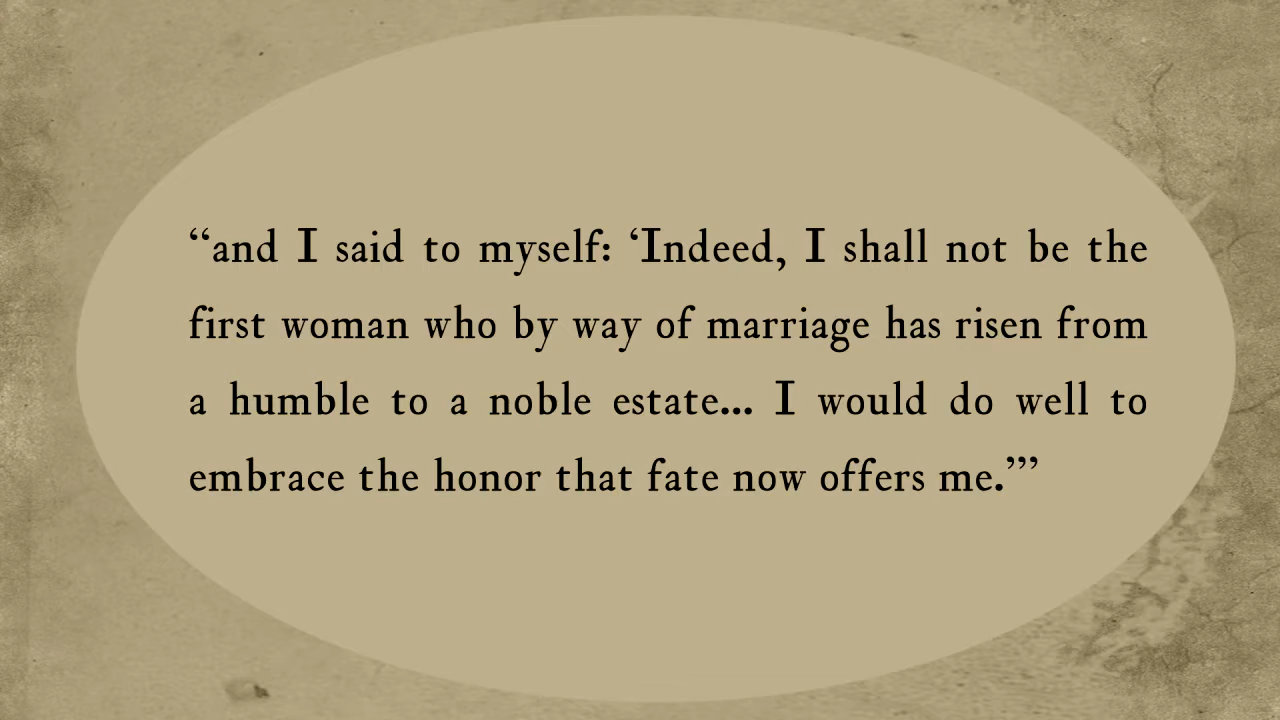 “and I said to myself: ‘Indeed, I shall not be the
first woman who by way of marriage has risen from
a humble to a noble estate... I would do well to
embrace the honor that fate now offers me.’”